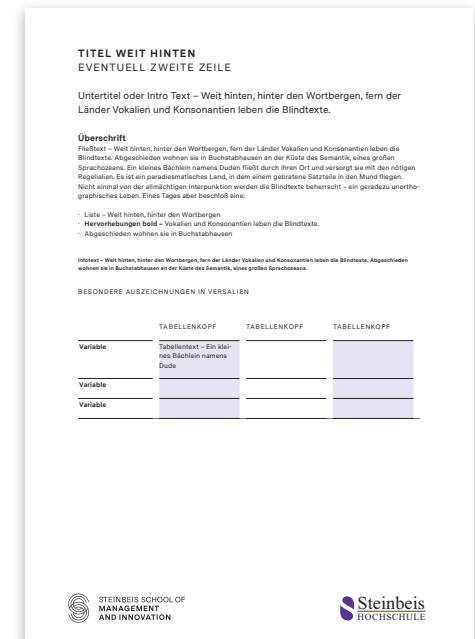 TITEL WEIT HINTEN
EVENTUELL ZWEITE ZEILE
Untertitel oder Intro Text – Weit hinten, hinter den Wortbergen, fern der
Länder Vokalien und Konsonantien leben die Blindtexte.
Überschrift
Fließtext – Weit hinten, hinter den Wortbergen, fern der Länder Vokalien und Konsonantien leben die
Blindtexte. Abgeschieden wohnen sie in Buchstabhausen an der Küste des Semantik, eines großen
Sprachozeans. Ein kleines Bächlein namens Duden fließt durch ihren Ort und versorgt sie mit den nötigen
Regelialien. Es ist ein paradiesmatisches Land, in dem einem gebratene Satzteile in den Mund fliegen.
Nicht einmal von der allmächtigen Interpunktion werden die Blindtexte beherrscht – ein geradezu unortho-
graphisches Leben. Eines Tages aber beschloß eine:
· Liste – Weit hinten, hinter den Wortbergen
· Hervorhebungen bold – Vokalien und Konsonantien leben die Blindtexte.
· Abgeschieden wohnen sie in Buchstabhausen
Infotext – Weit hinten, hinter den Wortbergen, fern der Länder Vokalien und Konsonantien leben die Blindtexte. Abgeschieden
wohnen sie in Buchstabhausen an der Küste des Semantik, eines großen Sprachozeans.
BESONDERE AUSZEICHNUNGEN IN VERSALIEN
TABELLENKOPF TABELLENKOPF TABELLENKOPF
Variable Tabellentext – Ein klei-
nes Bächlein namens
Dude
Variable
Variable
STEINBEIS SCHOOL OF
MANAGEMENT
AND INNOVATION
Steinbeis
HOCHSCHULE